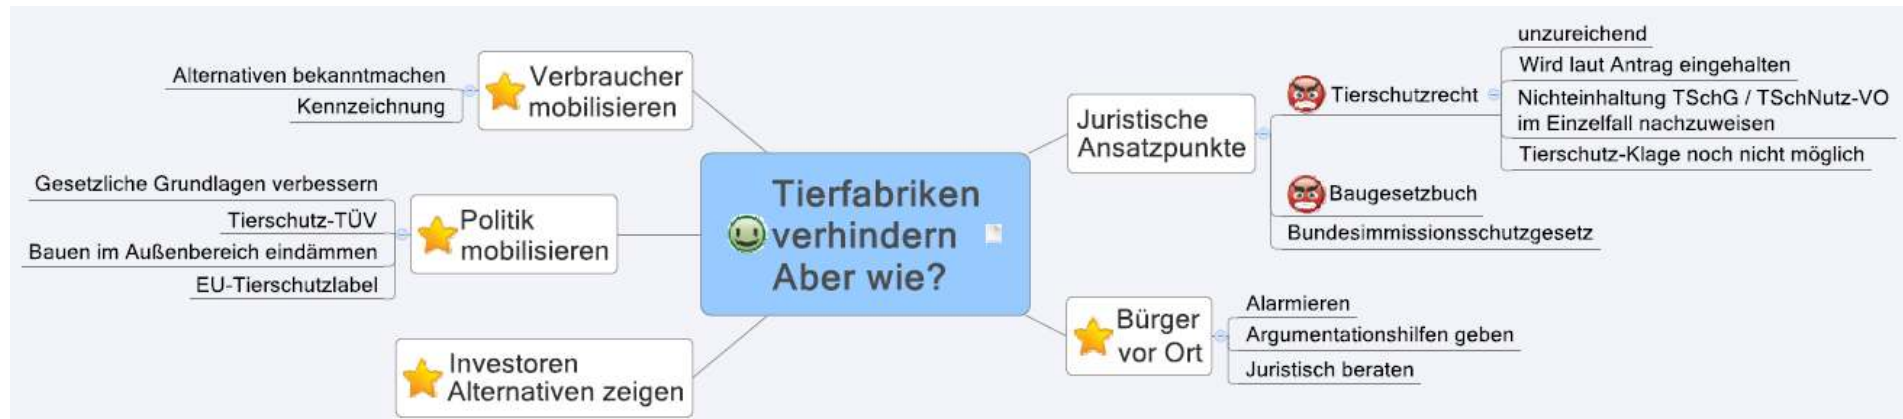 Tierfabriken
verhindern
Aber wie?
Verbraucher
mobilisieren
Alternativen bekanntmachen
Kennzeichnung
Politik
mobilisieren
Gesetzliche Grundlagen verbessern
Tierschutz-TÜV
Bauen im Außenbereich eindämmen
EU-Tierschutzlabel
Investoren
Alternativen zeigen
Juristische
Ansatzpunkte
Tierschutzrecht
unzureichend
Wird laut Antrag eingehalten
Nichteinhaltung TSchG / TSchNutz-VO
im Einzelfall nachzuweisen
Tierschutz-Klage noch nicht möglich
Baugesetzbuch
Bundesimmissionsschutzgesetz
Bürger
vor Ort
Alarmieren
Argumentationshilfen geben
Juristisch beraten